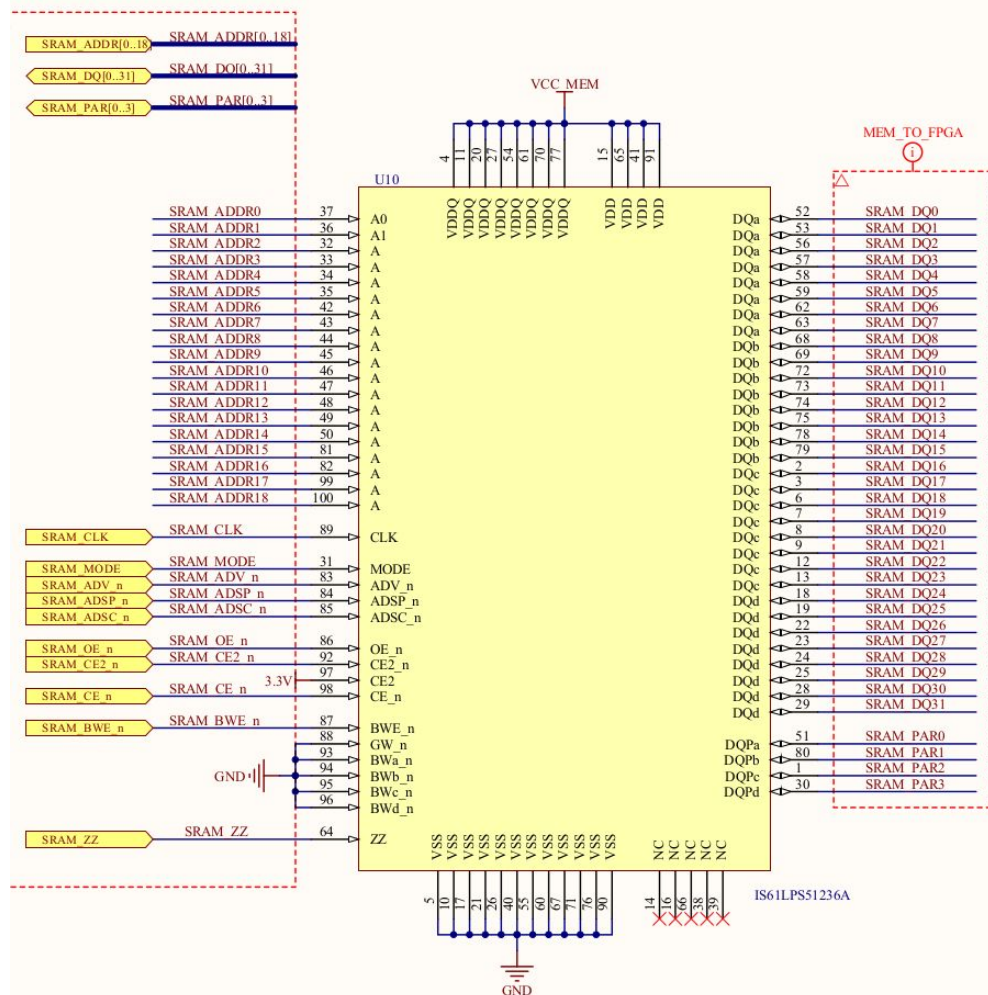 SRAM_ADDR[0..18] SRAM_ADDR[0..18]
SRAM_DQ[0..31] SRAM_DQ[0..31]
SRAM_PAR[0..3] SRAM_PAR[0..3]
VCC_MEM
MEM_TO_FPGA
i
4 11 20 27 54 61 70 77 15 65 41 91
U10
VDDQ VDDQ VDDQ VDDQ VDDQ VDDQ VDDQ VDDQ VDD VDD VDD VDD
SRAM_ADDR0 37 A0 DQa 52 SRAM_DQ0
SRAM_ADDR1 36 A1 DQa 53 SRAM_DQ1
SRAM_ADDR2 32 A DQa 56 SRAM_DQ2
SRAM_ADDR3 33 A DQa 57 SRAM_DQ3
SRAM_ADDR4 34 A DQa 58 SRAM_DQ4
SRAM_ADDR5 35 A DQa 59 SRAM_DQ5
SRAM_ADDR6 42 A DQa 62 SRAM_DQ6
SRAM_ADDR7 43 A DQa 63 SRAM_DQ7
SRAM_ADDR8 44 A DQb 68 SRAM_DQ8
SRAM_ADDR9 45 A DQb 69 SRAM_DQ9
SRAM_ADDR10 46 A DQb 72 SRAM_DQ10
SRAM_ADDR11 47 A DQb 73 SRAM_DQ11
SRAM_ADDR12 48 A DQb 74 SRAM_DQ12
SRAM_ADDR13 49 A DQb 75 SRAM_DQ13
SRAM_ADDR14 50 A DQb 78 SRAM_DQ14
SRAM_ADDR15 81 A DQb 79 SRAM_DQ15
SRAM_ADDR16 82 A DQc 2 SRAM_DQ16
SRAM_ADDR17 99 A DQc 3 SRAM_DQ17
SRAM_ADDR18 100 A DQc 6 SRAM_DQ18
DQc 7 SRAM_DQ19
SRAM_CLK SRAM_CLK 89 CLK DQc 8 SRAM_DQ20
DQc 9 SRAM_DQ21
SRAM_MODE SRAM_MODE 31 MODE DQc 12 SRAM_DQ22
SRAM_ADV_n SRAM_ADV_n 83 ADV_n DQc 13 SRAM_DQ23
SRAM_ADSP_n SRAM_ADSP_n 84 ADSP_n DQd 18 SRAM_DQ24
SRAM_ADSC_n SRAM_ADSC_n 85 ADSC_n DQd 19 SRAM_DQ25
DQd 22 SRAM_DQ26
SRAM_OE_n SRAM_OE_n 86 OE_n DQd 23 SRAM_DQ27
SRAM_CE2_n SRAM_CE2_n 92 CE2_n DQd 24 SRAM_DQ28
3.3V 97 CE2 DQd 25 SRAM_DQ29
SRAM_CE_n SRAM_CE_n 98 CE_n DQd 28 SRAM_DQ30
DQd 29 SRAM_DQ31
SRAM_BWE_n SRAM_BWE_n 87 BWE_n
88 GW_n DQPa 51 SRAM_PAR0
93 BWa_n DQPb 80 SRAM_PAR1
GND 94 BWb_n DQPc 1 SRAM_PAR2
95 BWc_n DQPd 30 SRAM_PAR3
96 BWd_n
SRAM_ZZ SRAM_ZZ 64 ZZ
VSS VSS VSS VSS VSS VSS VSS VSS VSS VSS VSS VSS NC NC NC NC NC
5 10 17 21 26 40 55 60 67 71 76 90 14 16 66 38 39
IS61LPS51236A
GND